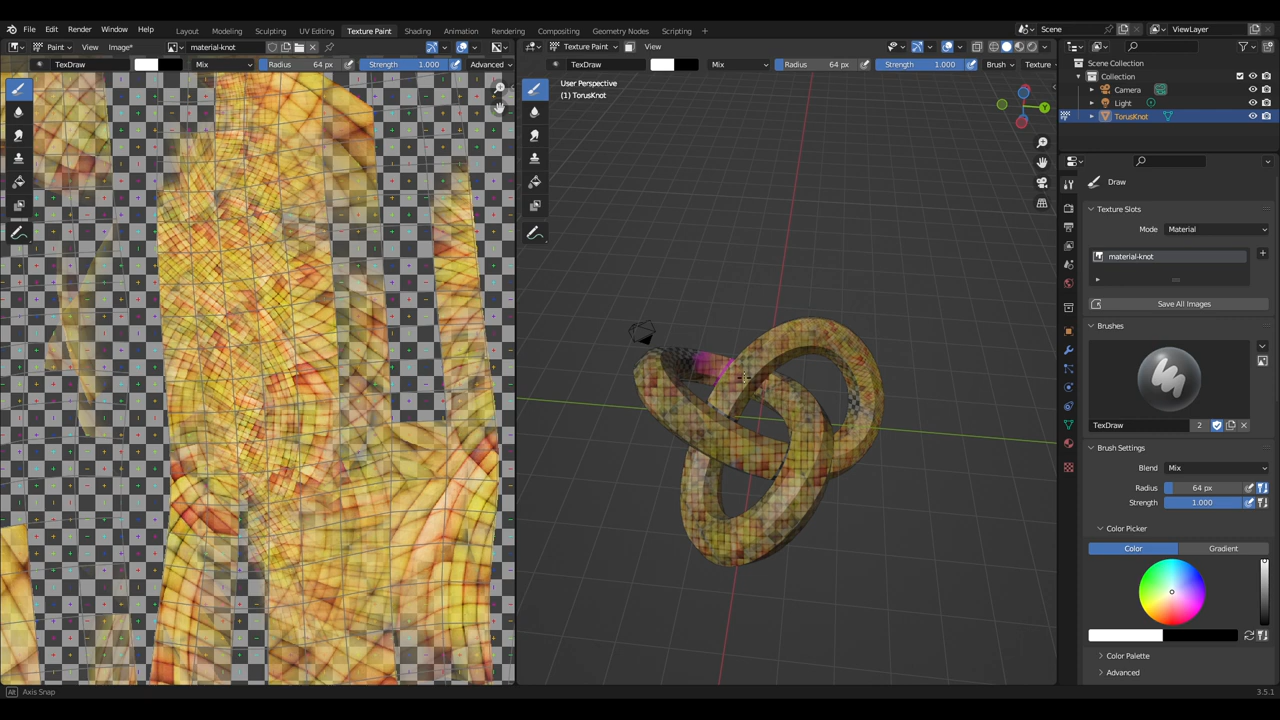 File Edit Render Window Help Layout Modeling Sculpting UV Editing Texture Paint Shading Animation Rendering Compositing Geometry Nodes Scripting + Scene ViewLayer
Paint View Image* material-knot Texture Paint View
TexDraw Mix Radius 64 px Strength 1.000 Advanced TexDraw Mix Radius 64 px Strength 1.000 Brush Texture
User Perspective
(1) TorusKnot
Y
Scene Collection
Collection
Camera
Light
TorusKnot
Draw
Texture Slots
Mode Material
material-knot
Save All Images
Brushes
TexDraw 2
Brush Settings
Blend Mix
Radius 64 px
Strength 1.000
Color Picker
Color Gradient
Color Palette
Advanced
Alt Axis Snap 3.5.1